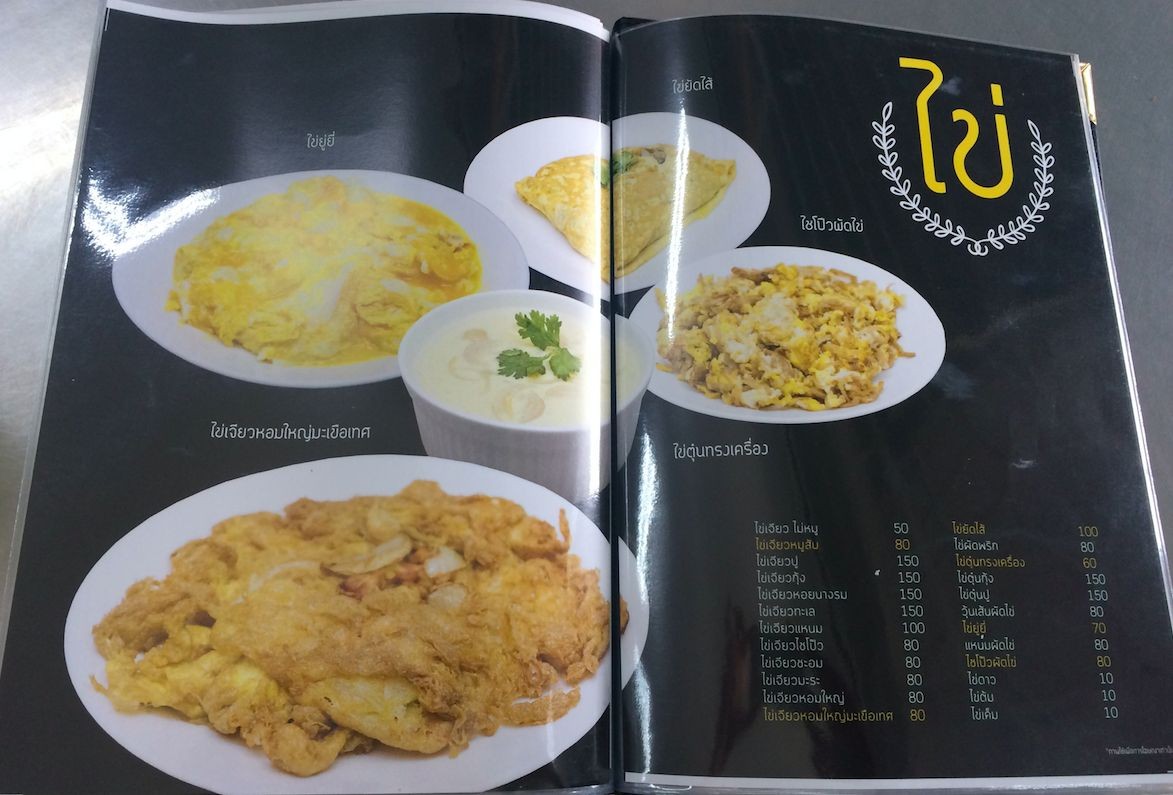 ไข่ยู่ยี่
ไข่เจียวหอมใหญ่มะเขือเทศ
ไข่ยัดไส้
ไข่
ไชโป๊วผัดไข่
ไข่ตุ๋นทรงเครื่อง
ไข่เจียว ไม่หมู 50
ไข่เจียวหมูสับ 80
ไข่เจียวปู 150
ไข่เจียวกุ้ง 150
ไข่เจียวหอยนางรม 150
ไข่เจียวทะเล 150
ไข่เจียวแหนม 100
ไข่เจียวไชโป๊ว 80
ไข่เจียวชะอม 80
ไข่เจียวมะระ 80
ไข่เจียวหอมใหญ่ 80
ไข่เจียวหอมใหญ่มะเขือเทศ 80
ไข่ยัดไส้ 100
ไข่ผัดพริก 80
ไข่ตุ๋นทรงเครื่อง 60
ไข่ตุ๋นกุ้ง 150
ไข่ตุ๋นปู 150
วุ้นเส้นผัดไข่ 80
ไข่ยู่ยี่ 70
แหนมผัดไข่ 80
ไชโป๊วผัดไข่ 80
ไข่ดาว 10
ไข่ต้ม 10
ไข่เค็ม 10